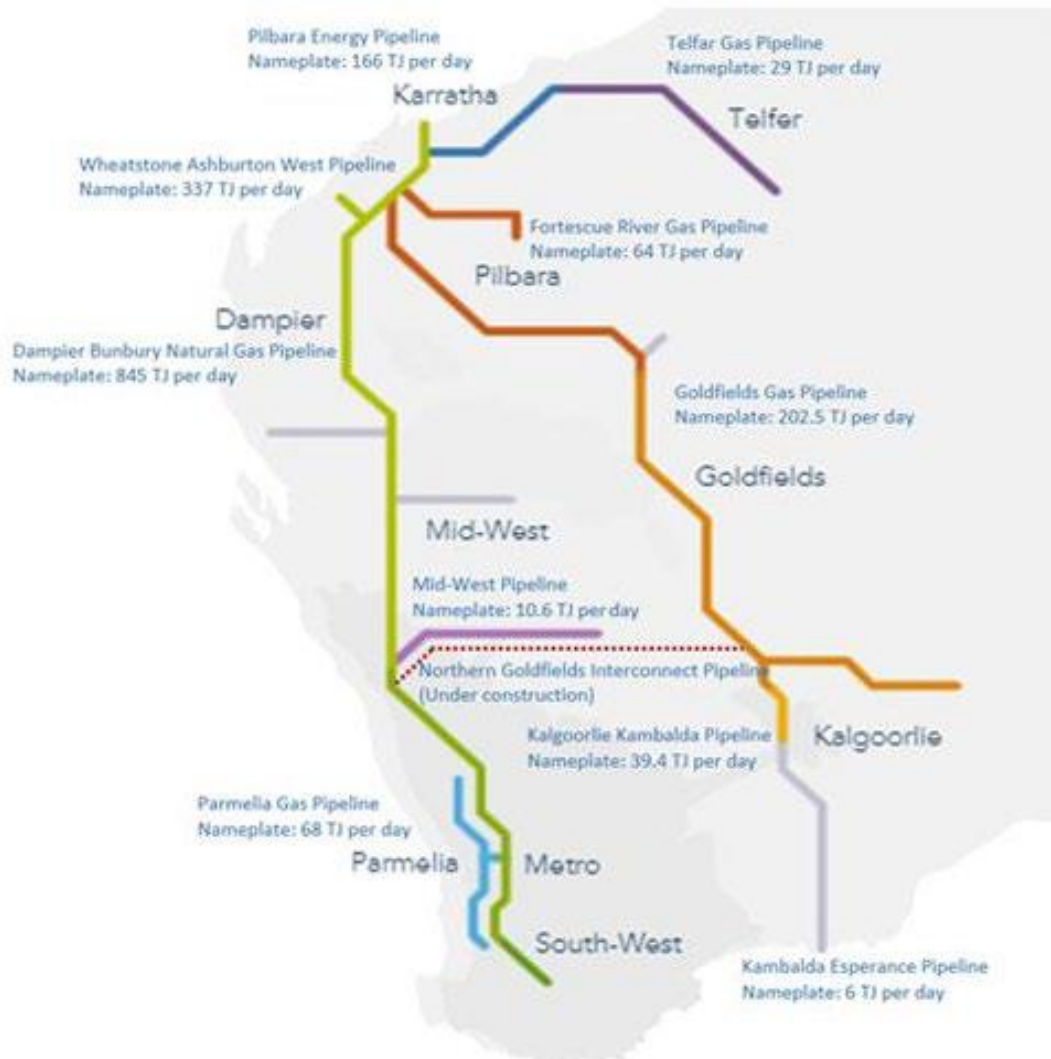 Pilbara Energy Pipeline
Nameplate: 166 TJ per day
Karratha
Telfar Gas Pipeline
Nameplate: 29 TJ per day
Telfer
Wheatstone Ashburton West Pipeline
Nameplate: 337 TJ per day
Fortescue River Gas Pipeline
Nameplate: 64 TJ per day
Pilbara
Dampier
Dampier Bunbury Natural Gas Pipeline
Nameplate: 845 TJ per day
Goldfields Gas Pipeline
Nameplate: 202.5 TJ per day
Goldfields
Mid-West
Mid-West Pipeline
Nameplate: 10.6 TJ per day
Northern Goldfields Interconnect Pipeline
(Under construction)
Kalgoorlie Kambalda Pipeline
Nameplate: 39.4 TJ per day
Kalgoorlie
Parmelia Gas Pipeline
Nameplate: 68 TJ per day
Parmelia
Metro
South-West
Kambalda Esperance Pipeline
Nameplate: 6 TJ per day